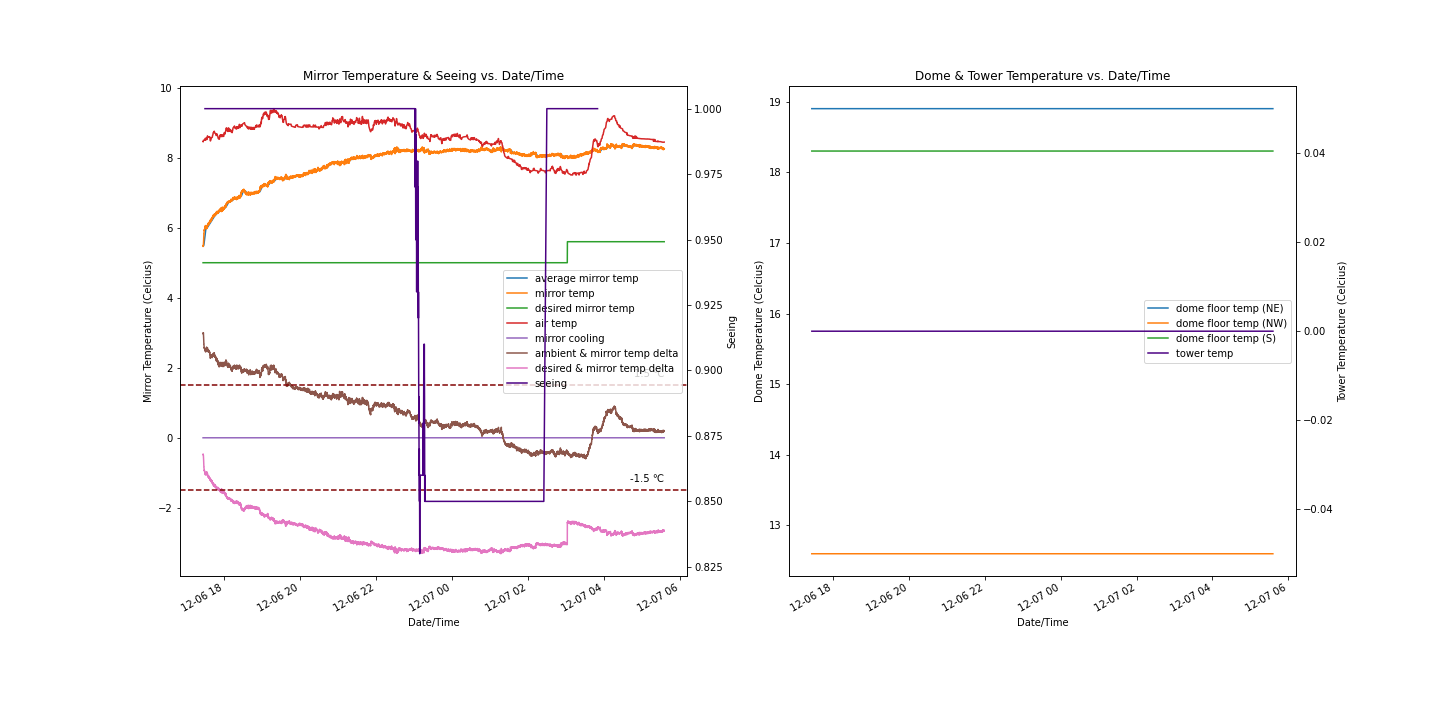 Mirror Temperature & Seeing vs. Date/Time
Mirror Temperature (Celcius)
10
8
6
4
2
0
−2
1.000
0.975
0.950
0.925
0.900
0.875
0.850
0.825
Seeing
average mirror temp
mirror temp
desired mirror temp
air temp
mirror cooling
ambient & mirror temp delta
desired & mirror temp delta
seeing
1.5 °C
-1.5 °C
12-06 18
12-06 20
12-06 22
12-07 00
12-07 02
12-07 04
12-07 06
Date/Time
Dome & Tower Temperature vs. Date/Time
Dome Temperature (Celcius)
19
18
17
16
15
14
13
0.04
0.02
0.00
−0.02
−0.04
Tower Temperature (Celcius)
dome floor temp (NE)
dome floor temp (NW)
dome floor temp (S)
tower temp
12-06 18
12-06 20
12-06 22
12-07 00
12-07 02
12-07 04
12-07 06
Date/Time